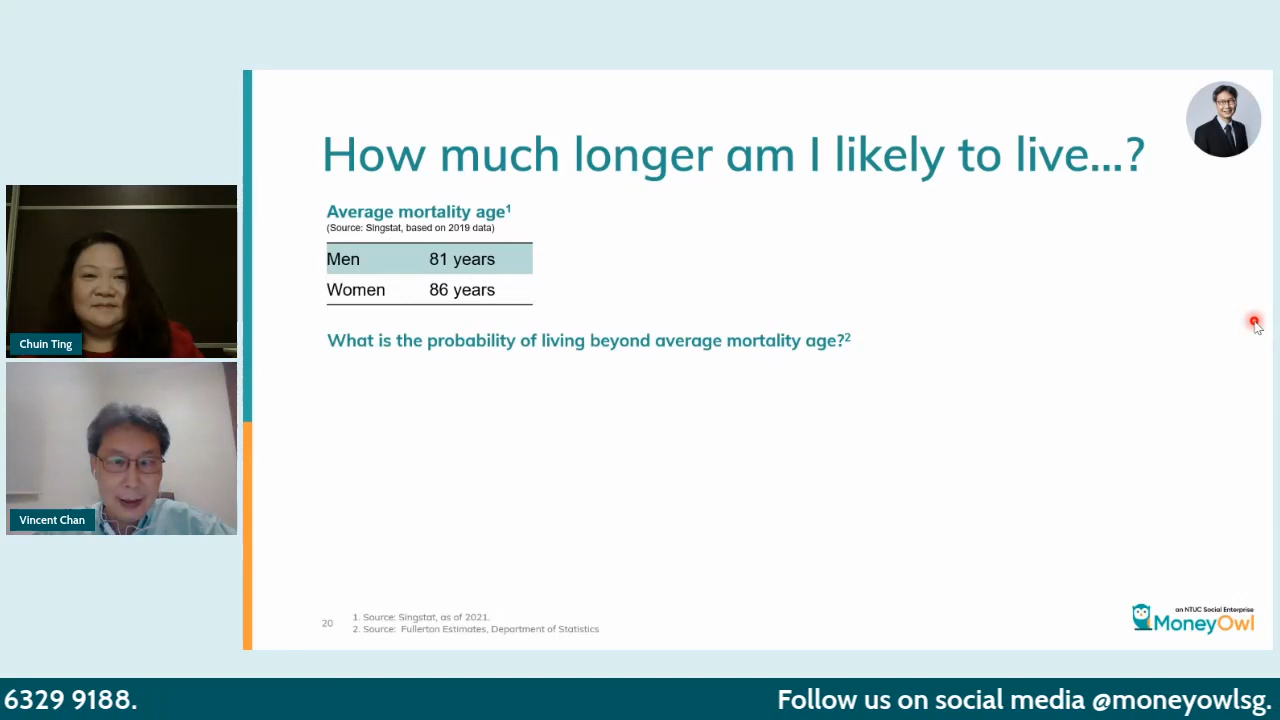 How much longer am I likely to live...?
Average mortality age¹
(Source: Singstat, based on 2019 data)
Men 81 years
Women 86 years
What is the probability of living beyond average mortality age?²
Chuin Ting
Vincent Chan
20
1. Source: Singstat, as of 2021.
2. Source: Fullerton Estimates, Department of Statistics
an NTUC Social Enterprise
MoneyOwl
6329 9188.
Follow us on social media @moneyowlsg.